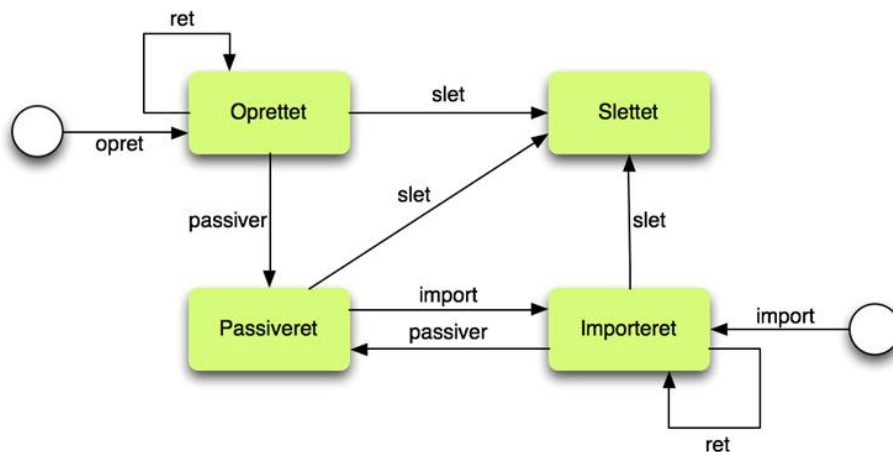 ret
Oprettet
slet
Slettet
opret
passiver
slet
slet
Passiveret
import
passiver
Importeret
import
ret